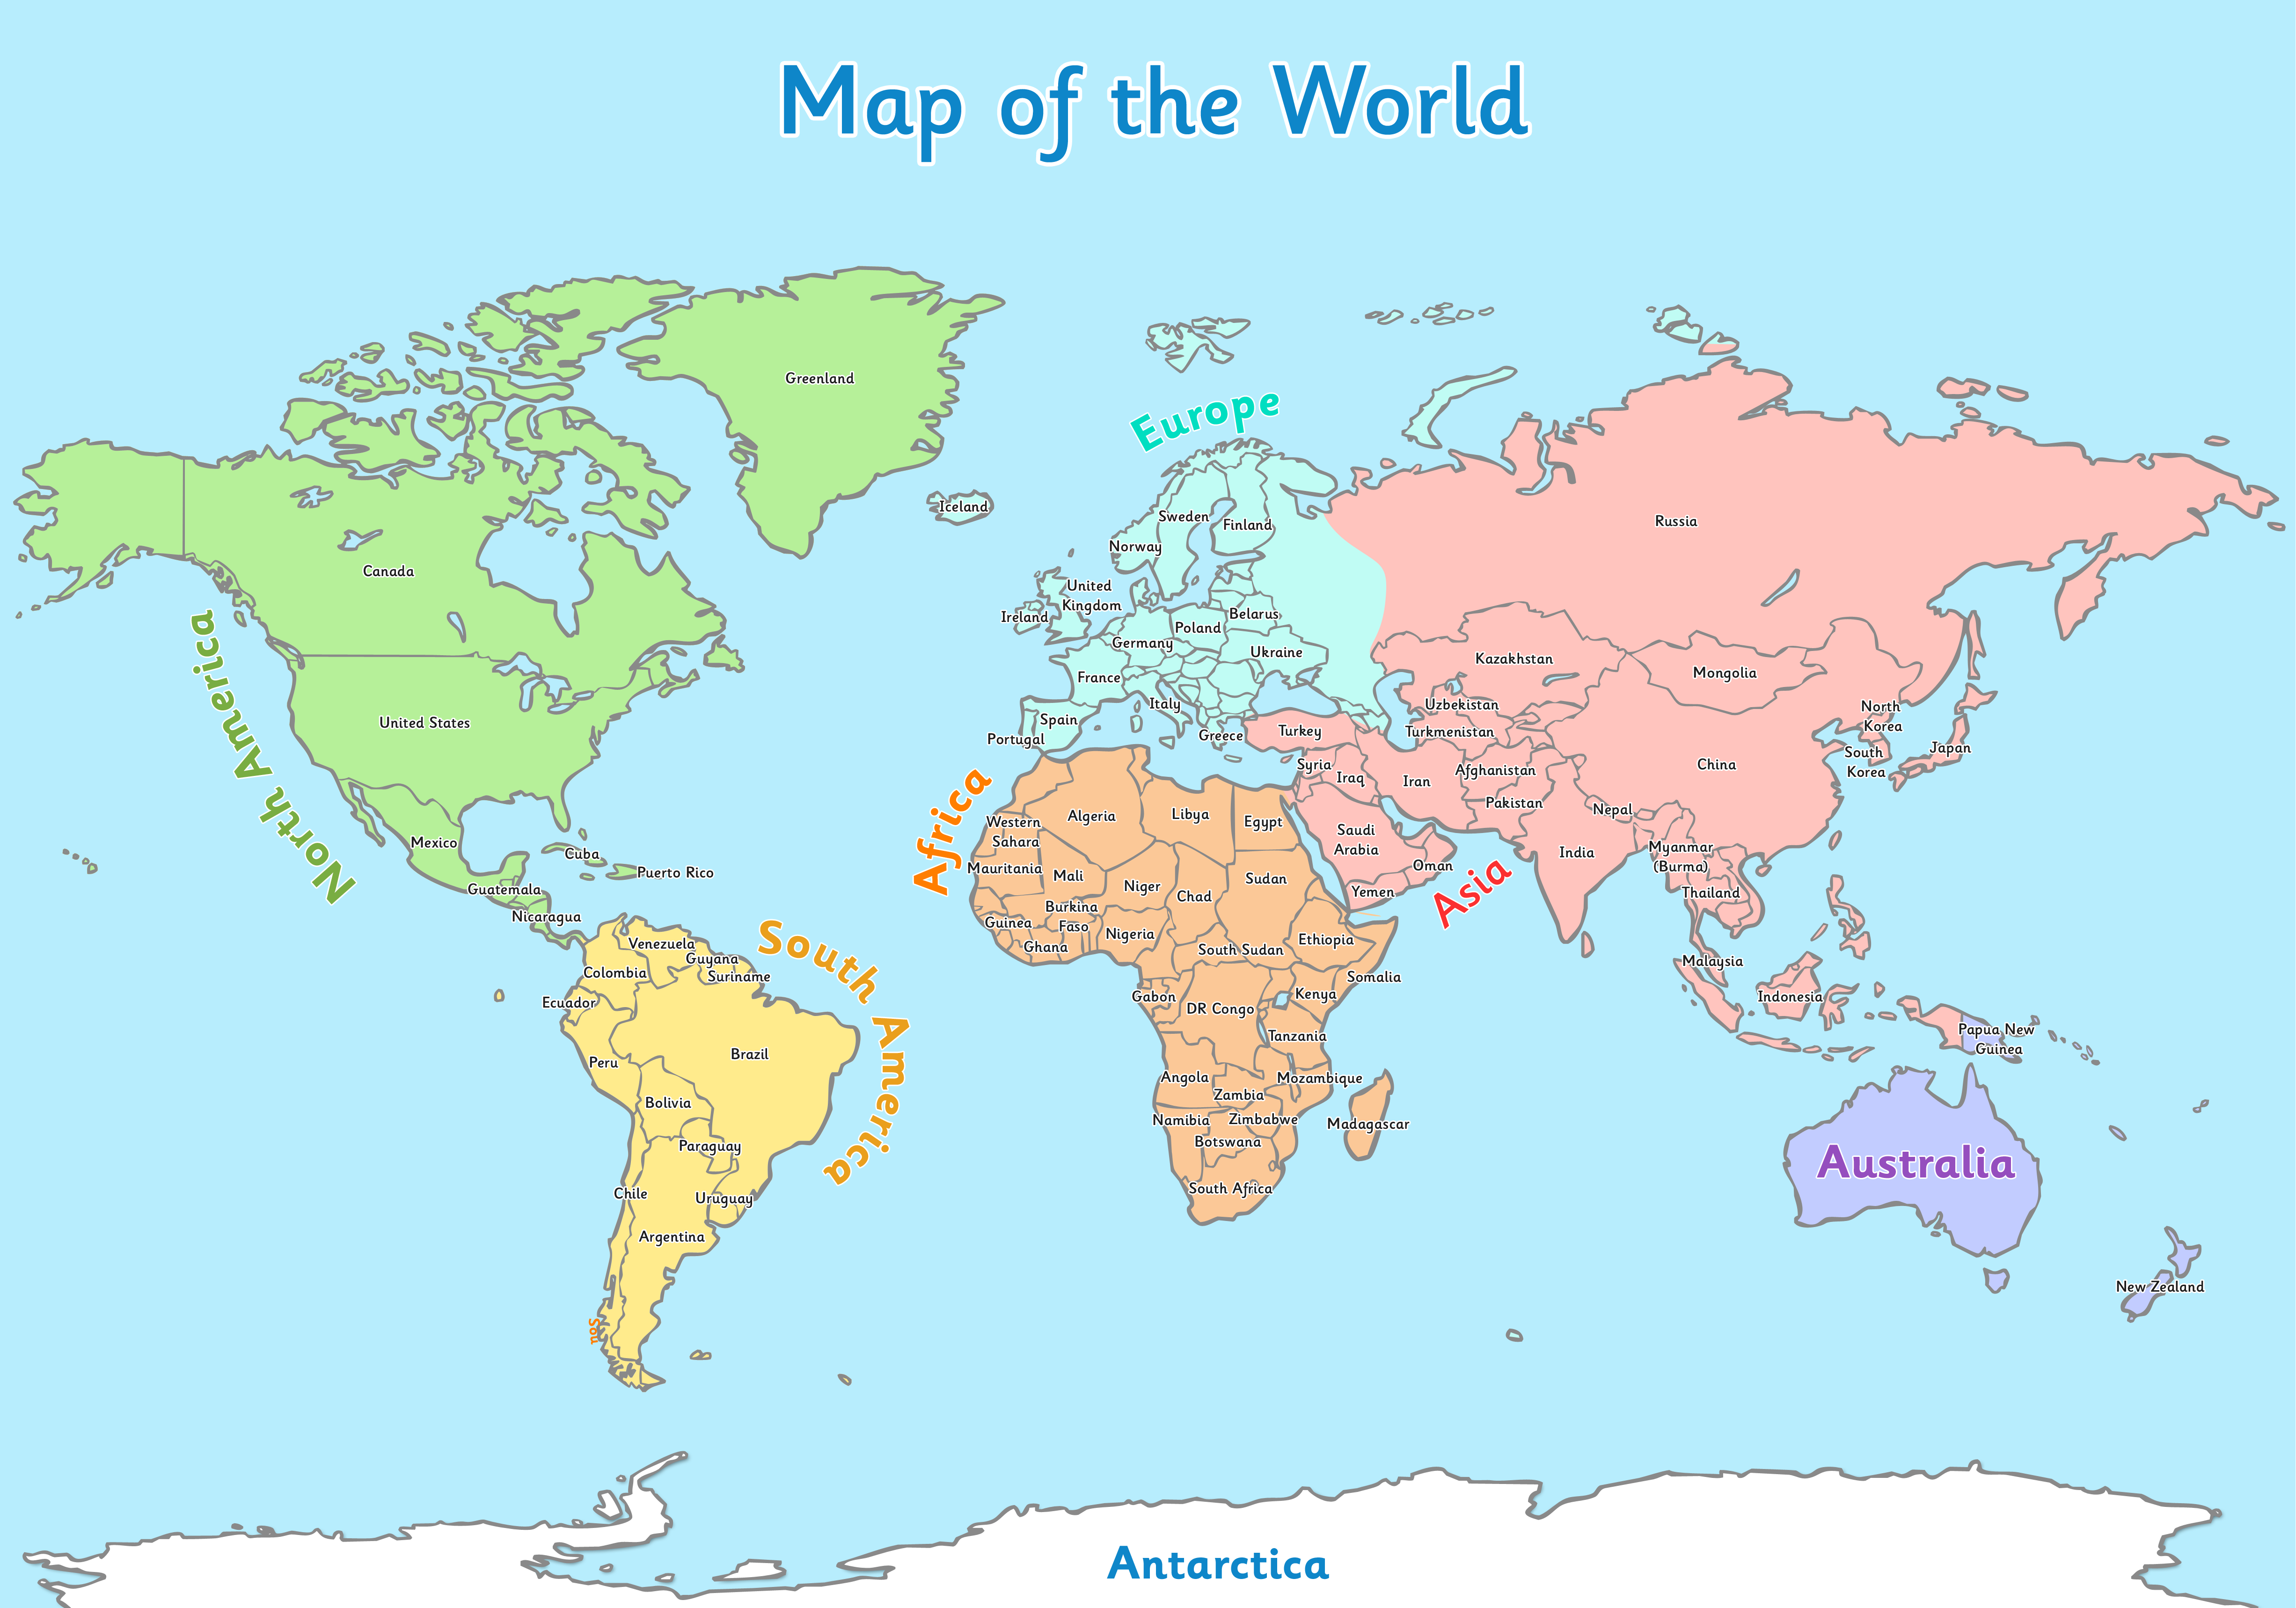 Map of the World
Greenland
Europe
Iceland
Sweden
Finland
Norway
Russia
Canada
United
Kingdom
Ireland
Belarus
Poland
Germany
Ukraine
France
Kazakhstan
Mongolia
North America
United States
Italy
Spain
Portugal
Greece
Turkey
Uzbekistan
Turkmenistan
North
Korea
South
Korea
Japan
China
Syria
Iraq
Iran
Afghanistan
Pakistan
Nepal
Africa
Algeria
Libya
Egypt
Western
Sahara
Saudi
Arabia
India
Myanmar
(Burma)
Mexico
Cuba
Puerto Rico
Mauritania
Mali
Niger
Chad
Sudan
Oman
Yemen
Asia
Thailand
Guatemala
Nicaragua
Burkina
Faso
Guinea
Ghana
Nigeria
South Sudan
Ethiopia
Somalia
South America
Venezuela
Guyana
Suriname
Colombia
Ecuador
Malaysia
Indonesia
Gabon
DR Congo
Kenya
Tanzania
Papua New
Guinea
Brazil
Peru
Bolivia
Angola
Zambia
Mozambique
Namibia
Zimbabwe
Botswana
Madagascar
Paraguay
Australia
Chile
Uruguay
South Africa
Argentina
New Zealand
Sou
Antarctica